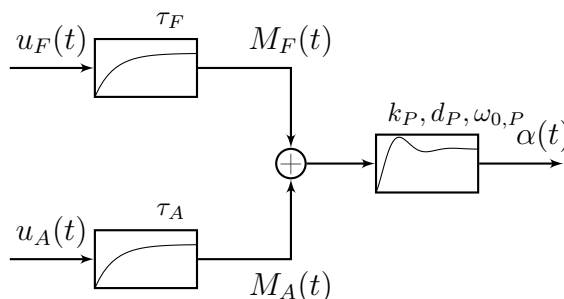 τ_F
u_F(t)
M_F(t)
k_P, d_P, ω_{0,P}
α(t)
+
τ_A
u_A(t)
M_A(t)